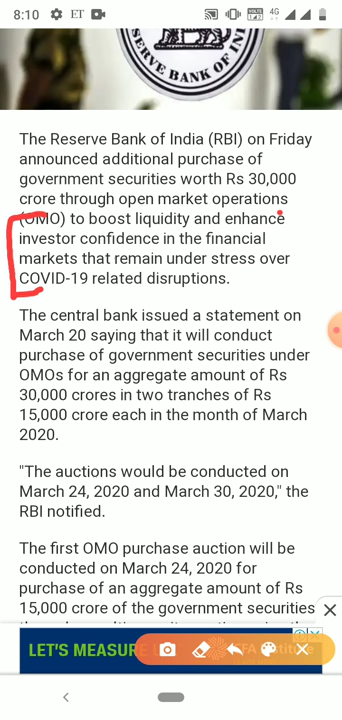 8:10 ET 4G
SERVE BANK OF IN
The Reserve Bank of India (RBI) on Friday
announced additional purchase of
government securities worth Rs 30,000
crore through open market operations
(OMO) to boost liquidity and enhance
investor confidence in the financial
markets that remain under stress over
COVID-19 related disruptions.
The central bank issued a statement on
March 20 saying that it will conduct
purchase of government securities under
OMOs for an aggregate amount of Rs
30,000 crores in two tranches of Rs
15,000 crore each in the month of March
2020.
"The auctions would be conducted on
March 24, 2020 and March 30, 2020," the
RBI notified.
The first OMO purchase auction will be
conducted on March 24, 2020 for
purchase of an aggregate amount of Rs
15,000 crore of the government securities
LET'S MEASURE